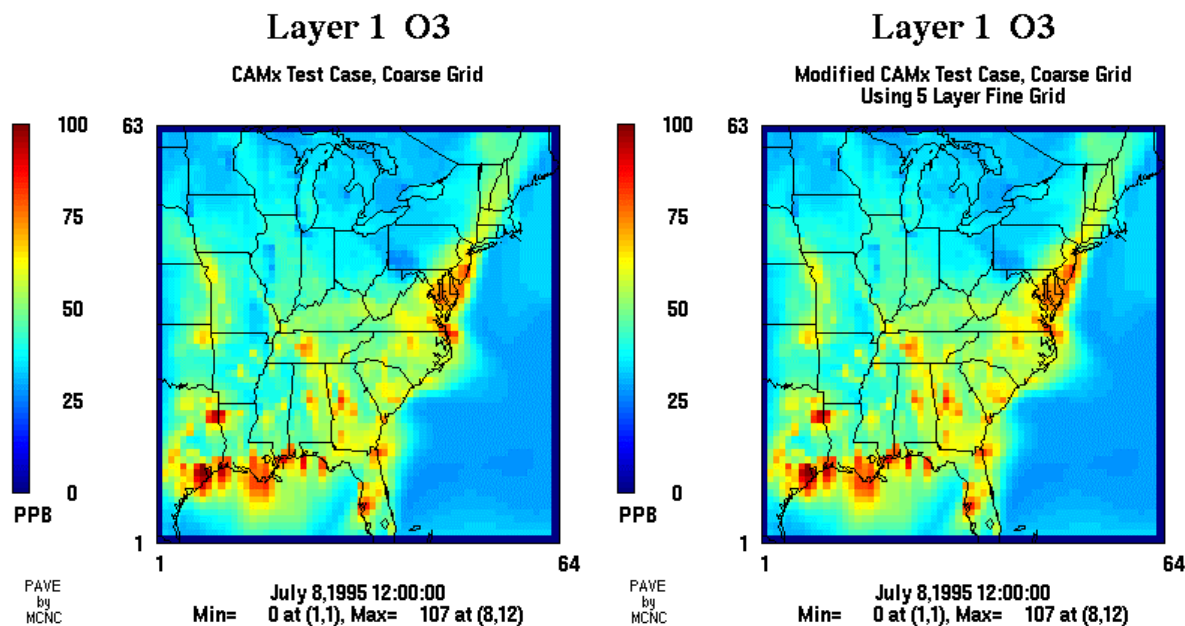 Layer 1 O3
CAMx Test Case, Coarse Grid
100
75
50
25
0
PPB
63
1
1
64
PAVE
by
MCNC
July 8,1995 12:00:00
Min= 0 at (1,1), Max= 107 at (8,12)
Layer 1 O3
Modified CAMx Test Case, Coarse Grid
Using 5 Layer Fine Grid
100
75
50
25
0
PPB
63
1
1
64
PAVE
by
MCNC
July 8,1995 12:00:00
Min= 0 at (1,1), Max= 107 at (8,12)